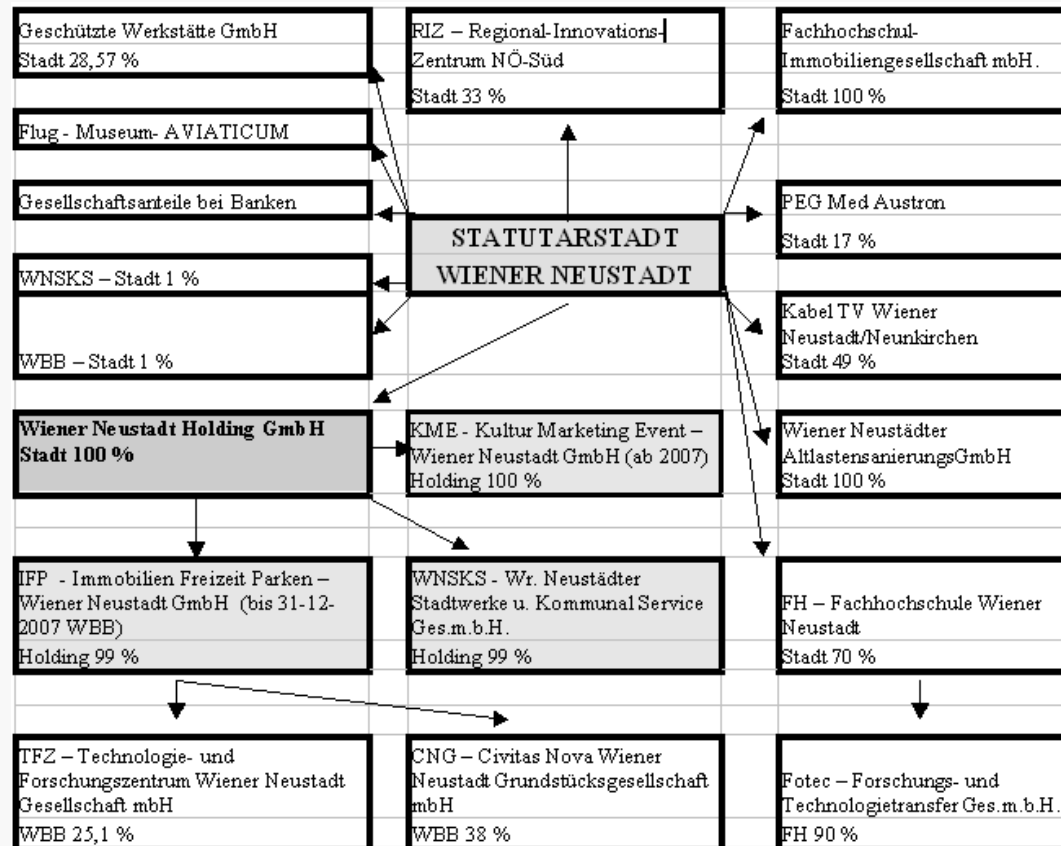 Geschützte Werkstätte GmbH
Stadt 28,57 %
RIZ – Regional-Innovations-
Zentrum NÖ-Süd
Stadt 33 %
Fachhochschul-
Immobiliengesellschaft mbH.
Stadt 100 %
Flug - Museum- AVIATICUM
Gesellschaftsanteile bei Banken
STATUTARSTADT
WIENER NEUSTADT
PEG Med Austron
Stadt 17 %
WNSKS – Stadt 1 %
WBB – Stadt 1 %
Kabel TV Wiener
Neustadt/Neunkirchen
Stadt 49 %
Wiener Neustadt Holding GmbH
Stadt 100 %
KME - Kultur Marketing Event –
Wiener Neustadt GmbH (ab 2007)
Holding 100 %
Wiener Neustädter
AltlastensanierungsGmbH
Stadt 100 %
IFP - Immobilien Freizeit Parken –
Wiener Neustadt GmbH (bis 31-12-
2007 WBB)
Holding 99 %
WNSKS - Wr. Neustädter
Stadtwerke u. Kommunal Service
Ges.m.b.H.
Holding 99 %
FH – Fachhochschule Wiener
Neustadt
Stadt 70 %
TFZ – Technologie- und
Forschungszentrum Wiener Neustadt
Gesellschaft mbH
WBB 25,1 %
CNG – Civitas Nova Wiener
Neustadt Grundstücksgesellschaft
mbH
WBB 38 %
Fotec – Forschungs- und
Technologietransfer Ges.m.b.H.
FH 90 %